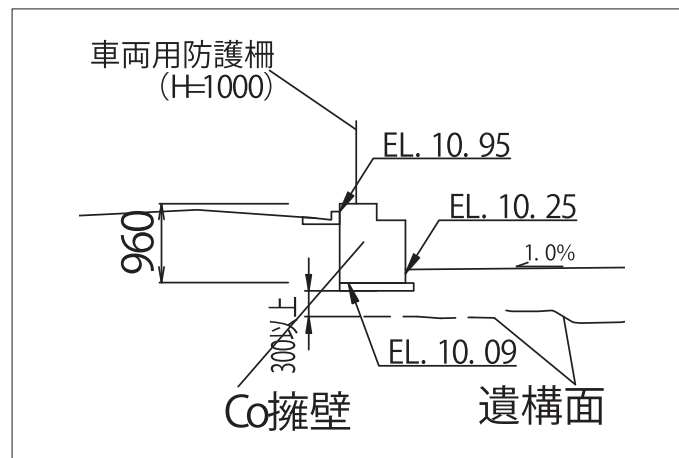 車両用防護柵
(H=1000)
EL. 10. 95
EL. 10. 25
960
1. 0%
300以上
EL. 10. 09
Co擁壁
遺構面